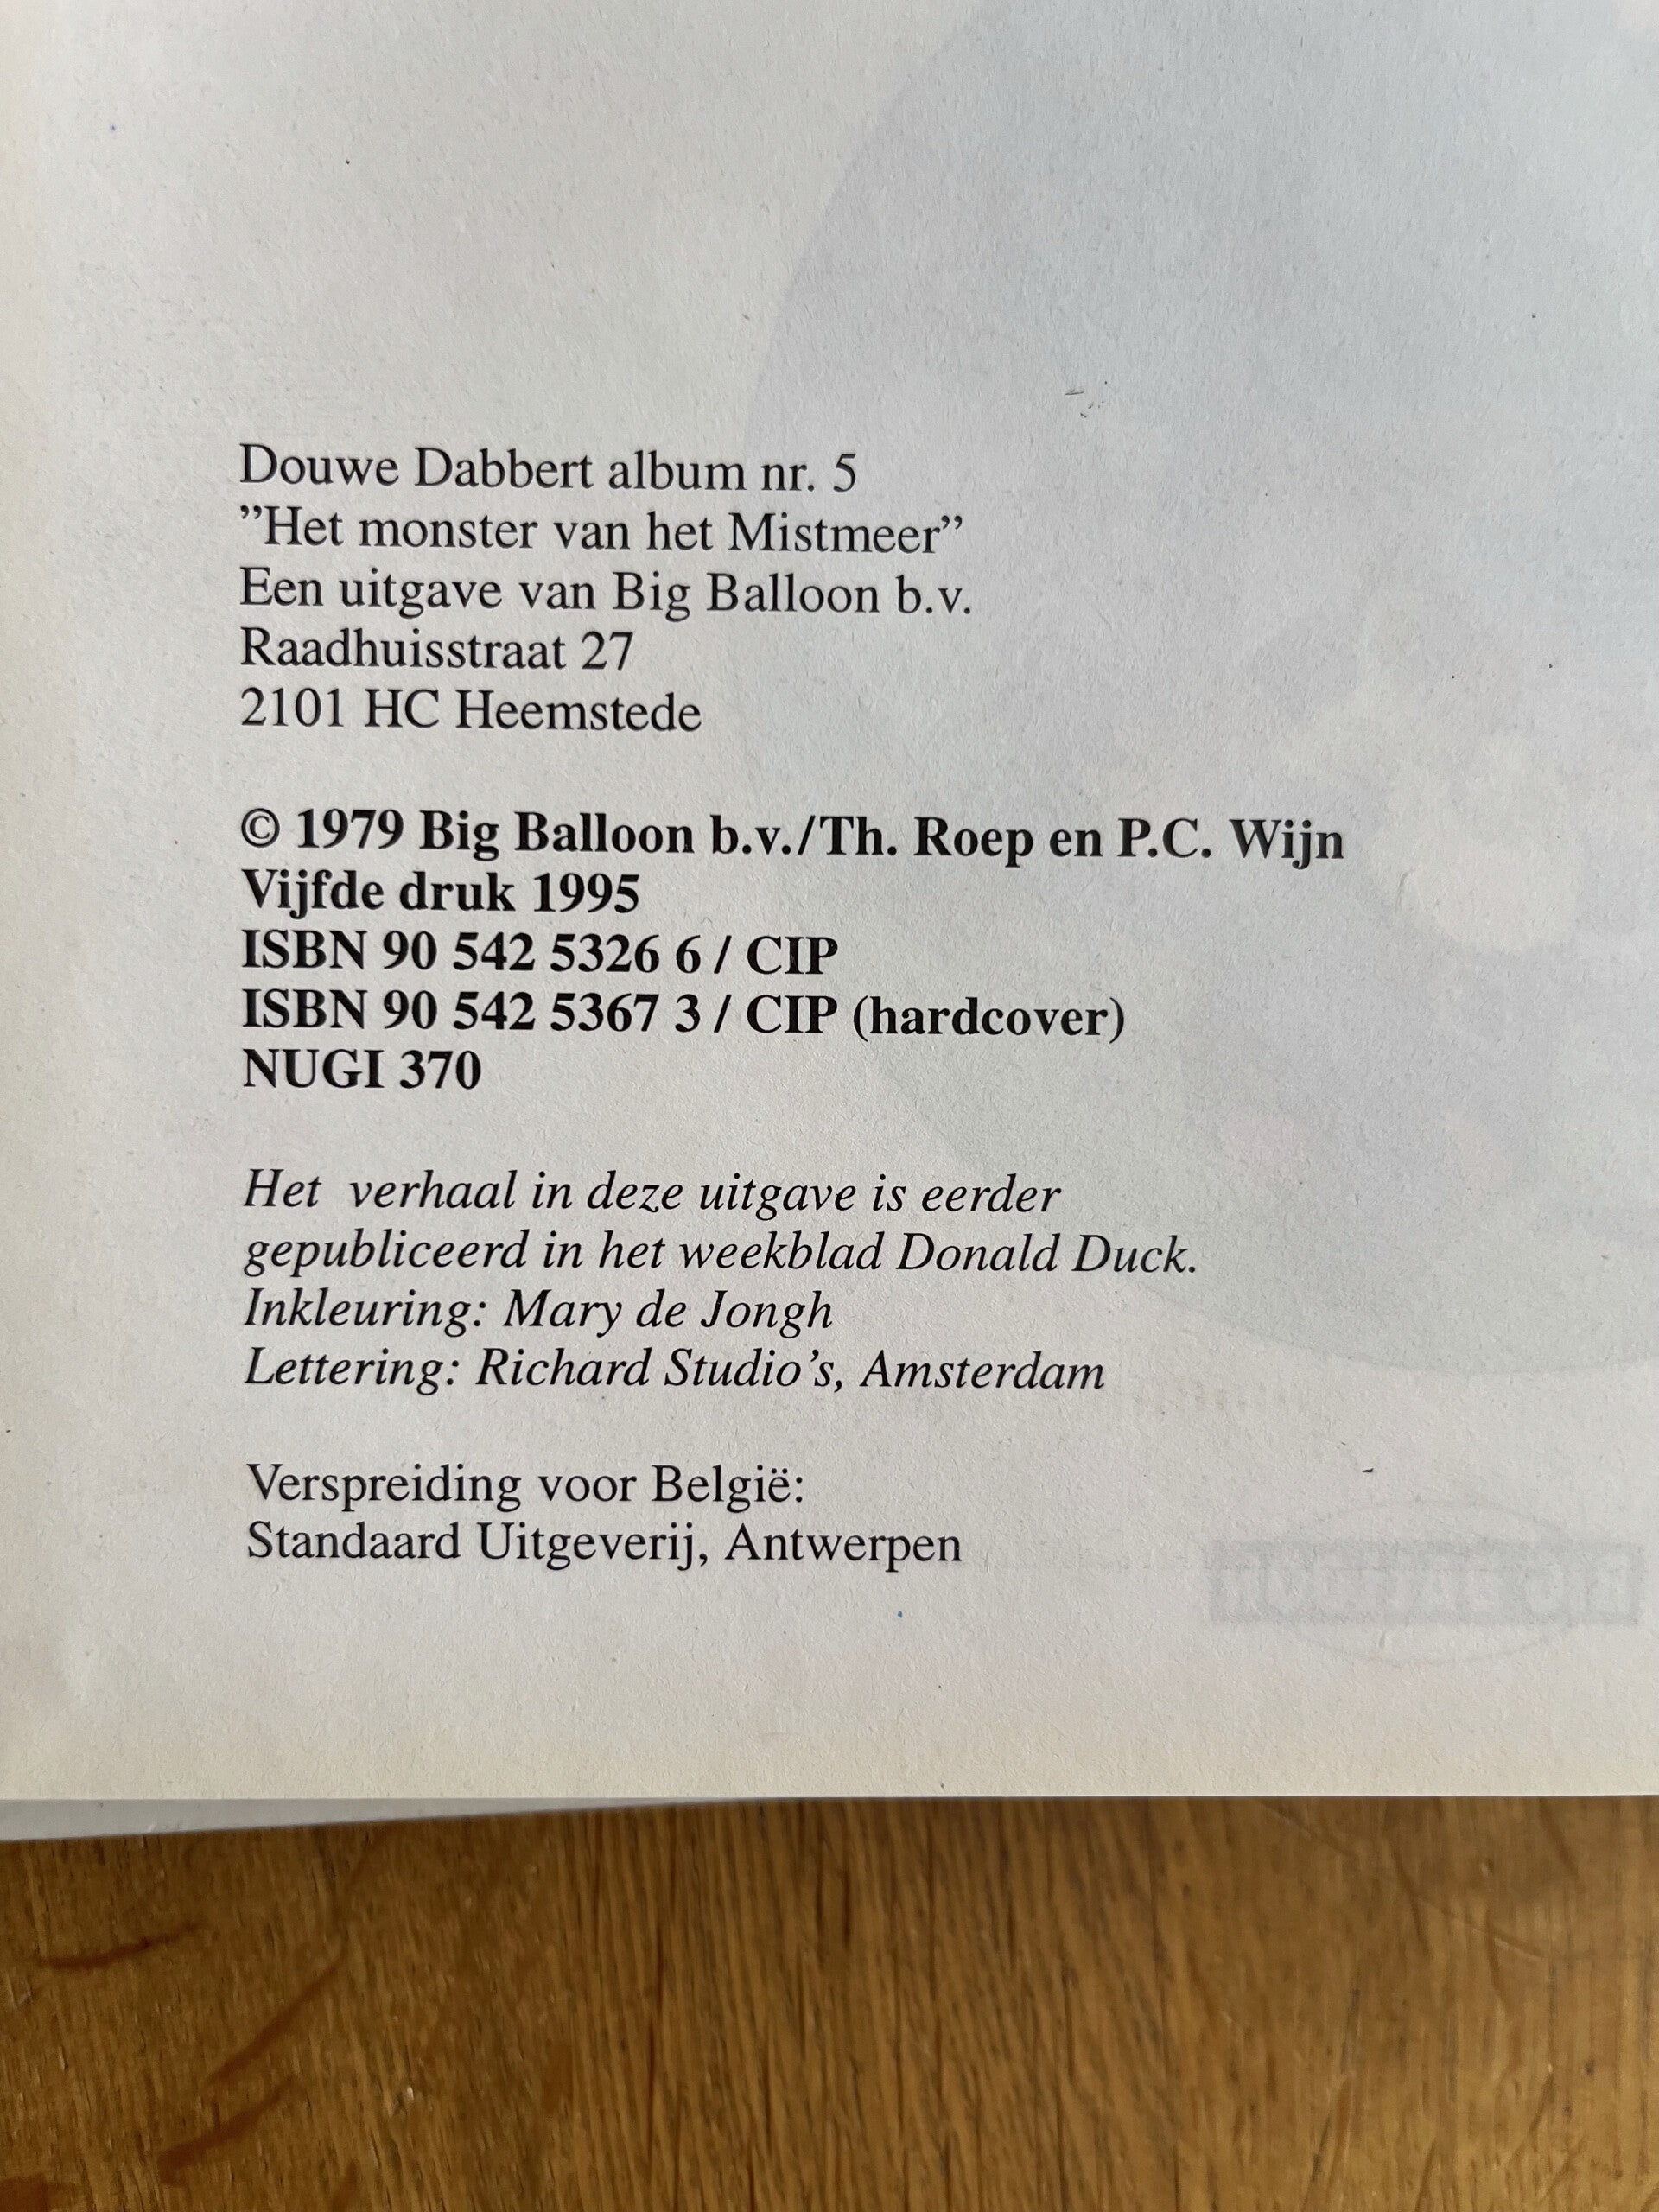 Douwe Dabbert album nr. 5
”Het monster van het Mistmeer”
Een uitgave van Big Balloon b.v.
Raadhuisstraat 27
2101 HC Heemstede
© 1979 Big Balloon b.v./Th. Roep en P.C. Wijn
Vijfde druk 1995
ISBN 90 542 5326 6 / CIP
ISBN 90 542 5367 3 / CIP (hardcover)
NUGI 370
Het verhaal in deze uitgave is eerder
gepubliceerd in het weekblad Donald Duck.
Inkleuring: Mary de Jongh
Lettering: Richard Studio’s, Amsterdam
Verspreiding voor België:
Standaard Uitgeverij, Antwerpen